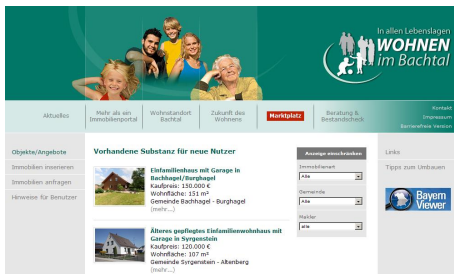 In allen Lebenslagen
WOHNEN
im Bachtal
Aktuelles
Mehr als ein
Immobilienportal
Wohnstandort
Bachtal
Zukunft des
Wohnens
Marktplatz
Beratung &
Bestandscheck
Kontakt
Impressum
Barrierefreie Version
Objekte/Angebote
Immobilien inserieren
Immobilien anfragen
Hinweise für Benutzer
Vorhandene Substanz für neue Nutzer
Einfamilienhaus mit Garage in
Bachhagel/Burghagel
Kaufpreis: 150.000 €
Wohnfläche: 151 m²
Gemeinde Bachhagel - Burghagel
(mehr...)
Älteres gepflegtes Einfamilienwohnhaus mit
Garage in Syrgenstein
Kaufpreis: 120.000 €
Wohnfläche: 107 m²
Gemeinde Syrgenstein - Altenberg
(mehr...)
Anzeige einschränken
Immobilienart
Alle
Gemeinde
Alle
Makler
alle
Links
Tipps zum Umbauen
Bayern
Viewer